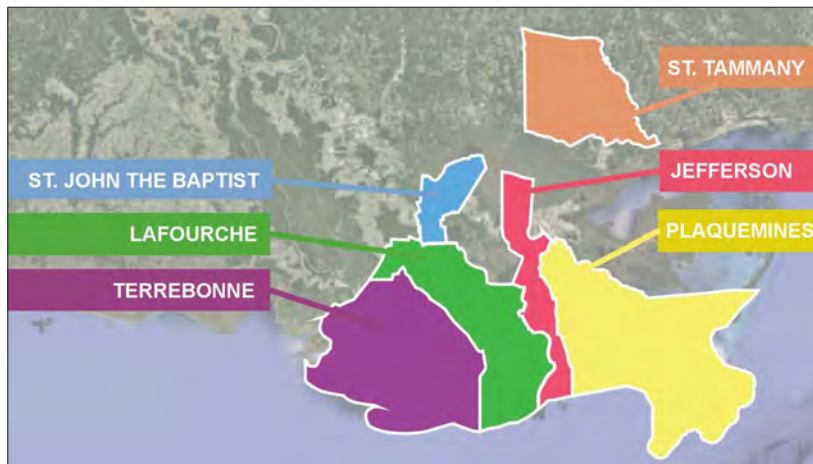 ST. TAMMANY
JEFFERSON
ST. JOHN THE BAPTIST
PLAQUEMINES
LAFOURCHE
TERREBONNE